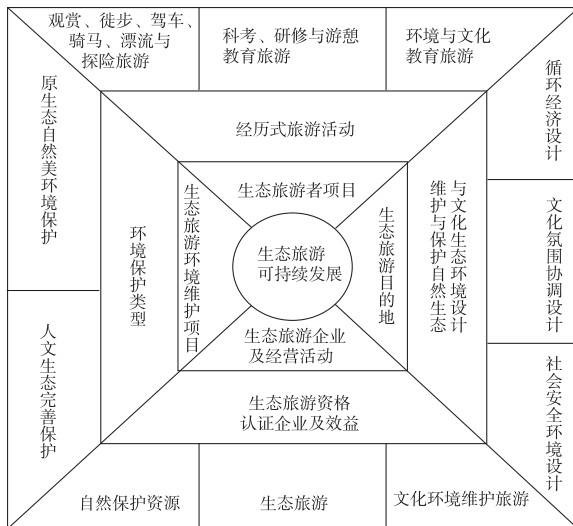 观赏、徒步、驾车、
骑马、漂流与
探险旅游
科考、研修与游憩
教育旅游
环境与文化
教育旅游
原生态自然美环境保护
人文生态完善保护
循环经济设计
文化氛围协调设计
社会安全环境设计
经历式旅游活动
环境保护类型
与文化生态环境设计
维护与保护自然生态
生态旅游者项目
生态旅游环境维护项目
生态旅游
可持续发展
生态旅游目的地
生态旅游企业
及经营活动
生态旅游资格
认证企业及效益
自然保护资源
生态旅游
文化环境维护旅游